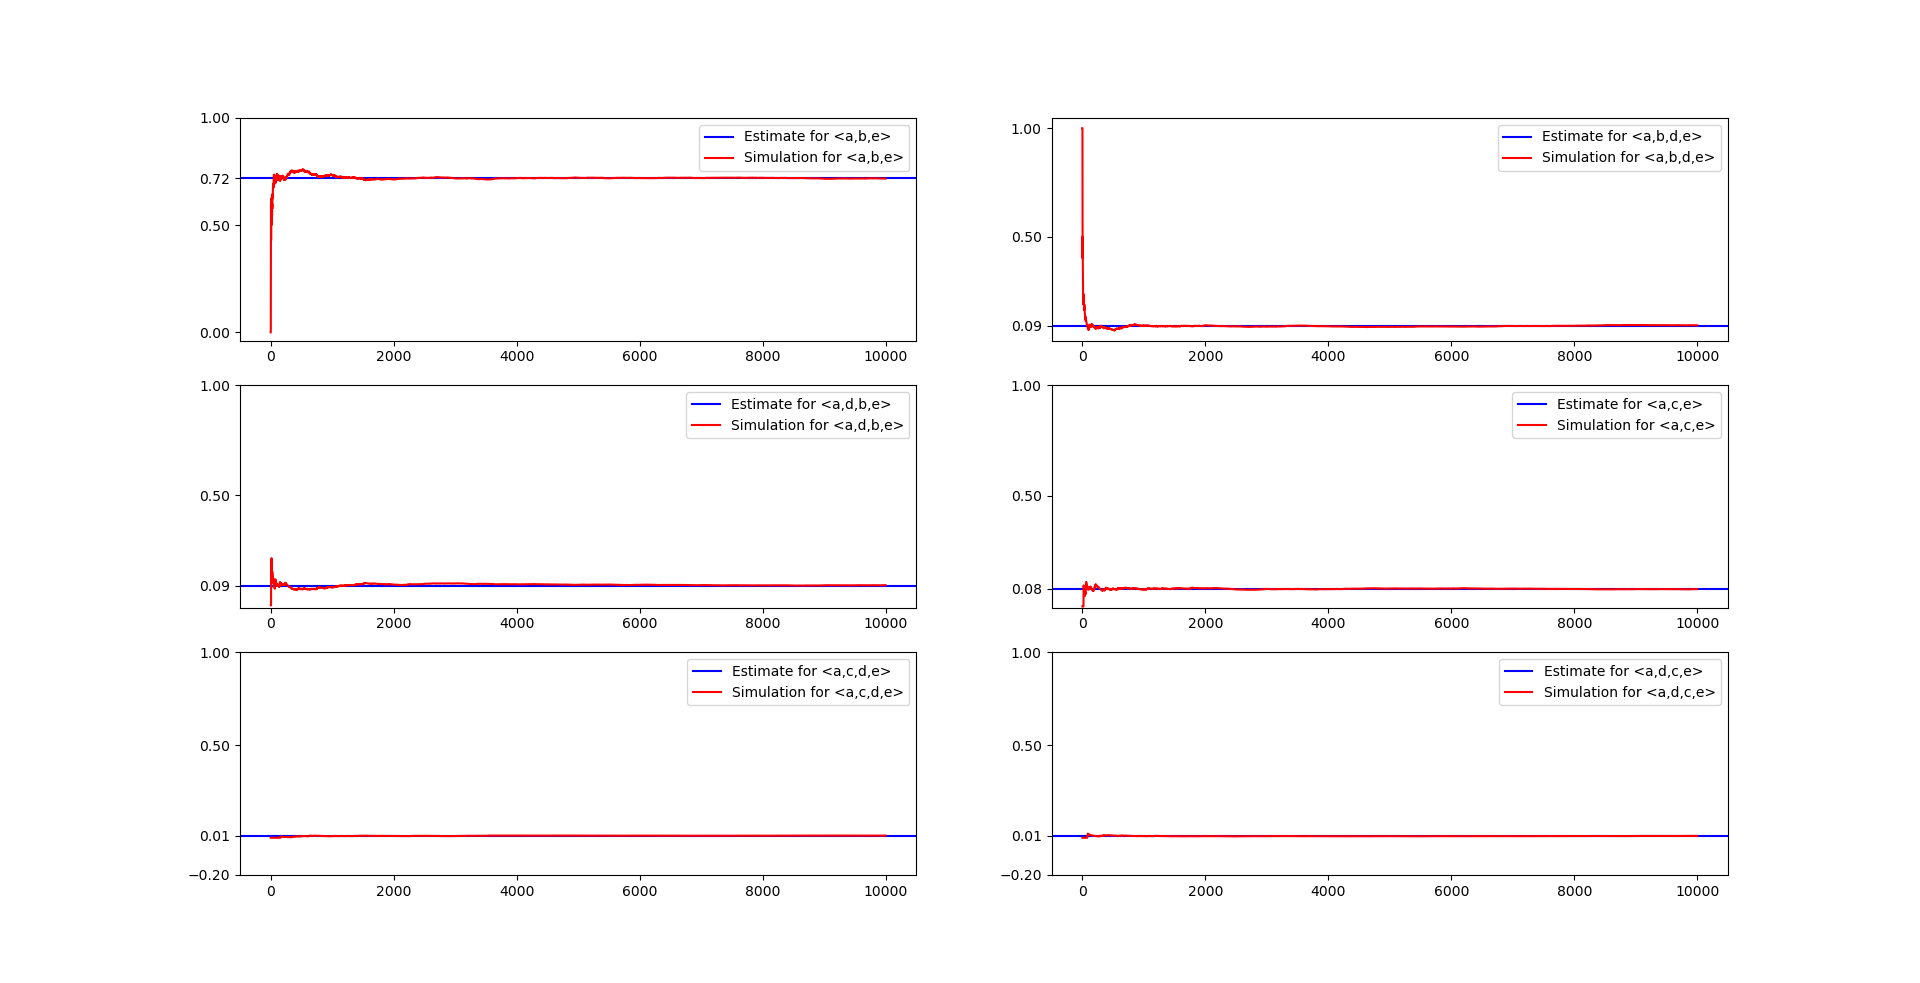 1.00
0.72
0.50
0.00
0 2000 4000 6000 8000 10000
Estimate for <a,b,e>
Simulation for <a,b,e>
1.00
0.50
0.09
0 2000 4000 6000 8000 10000
Estimate for <a,b,d,e>
Simulation for <a,b,d,e>
1.00
0.50
0.09
0 2000 4000 6000 8000 10000
Estimate for <a,d,b,e>
Simulation for <a,d,b,e>
1.00
0.50
0.08
0 2000 4000 6000 8000 10000
Estimate for <a,c,e>
Simulation for <a,c,e>
1.00
0.50
0.01
−0.20
0 2000 4000 6000 8000 10000
Estimate for <a,c,d,e>
Simulation for <a,c,d,e>
1.00
0.50
0.01
−0.20
0 2000 4000 6000 8000 10000
Estimate for <a,d,c,e>
Simulation for <a,d,c,e>